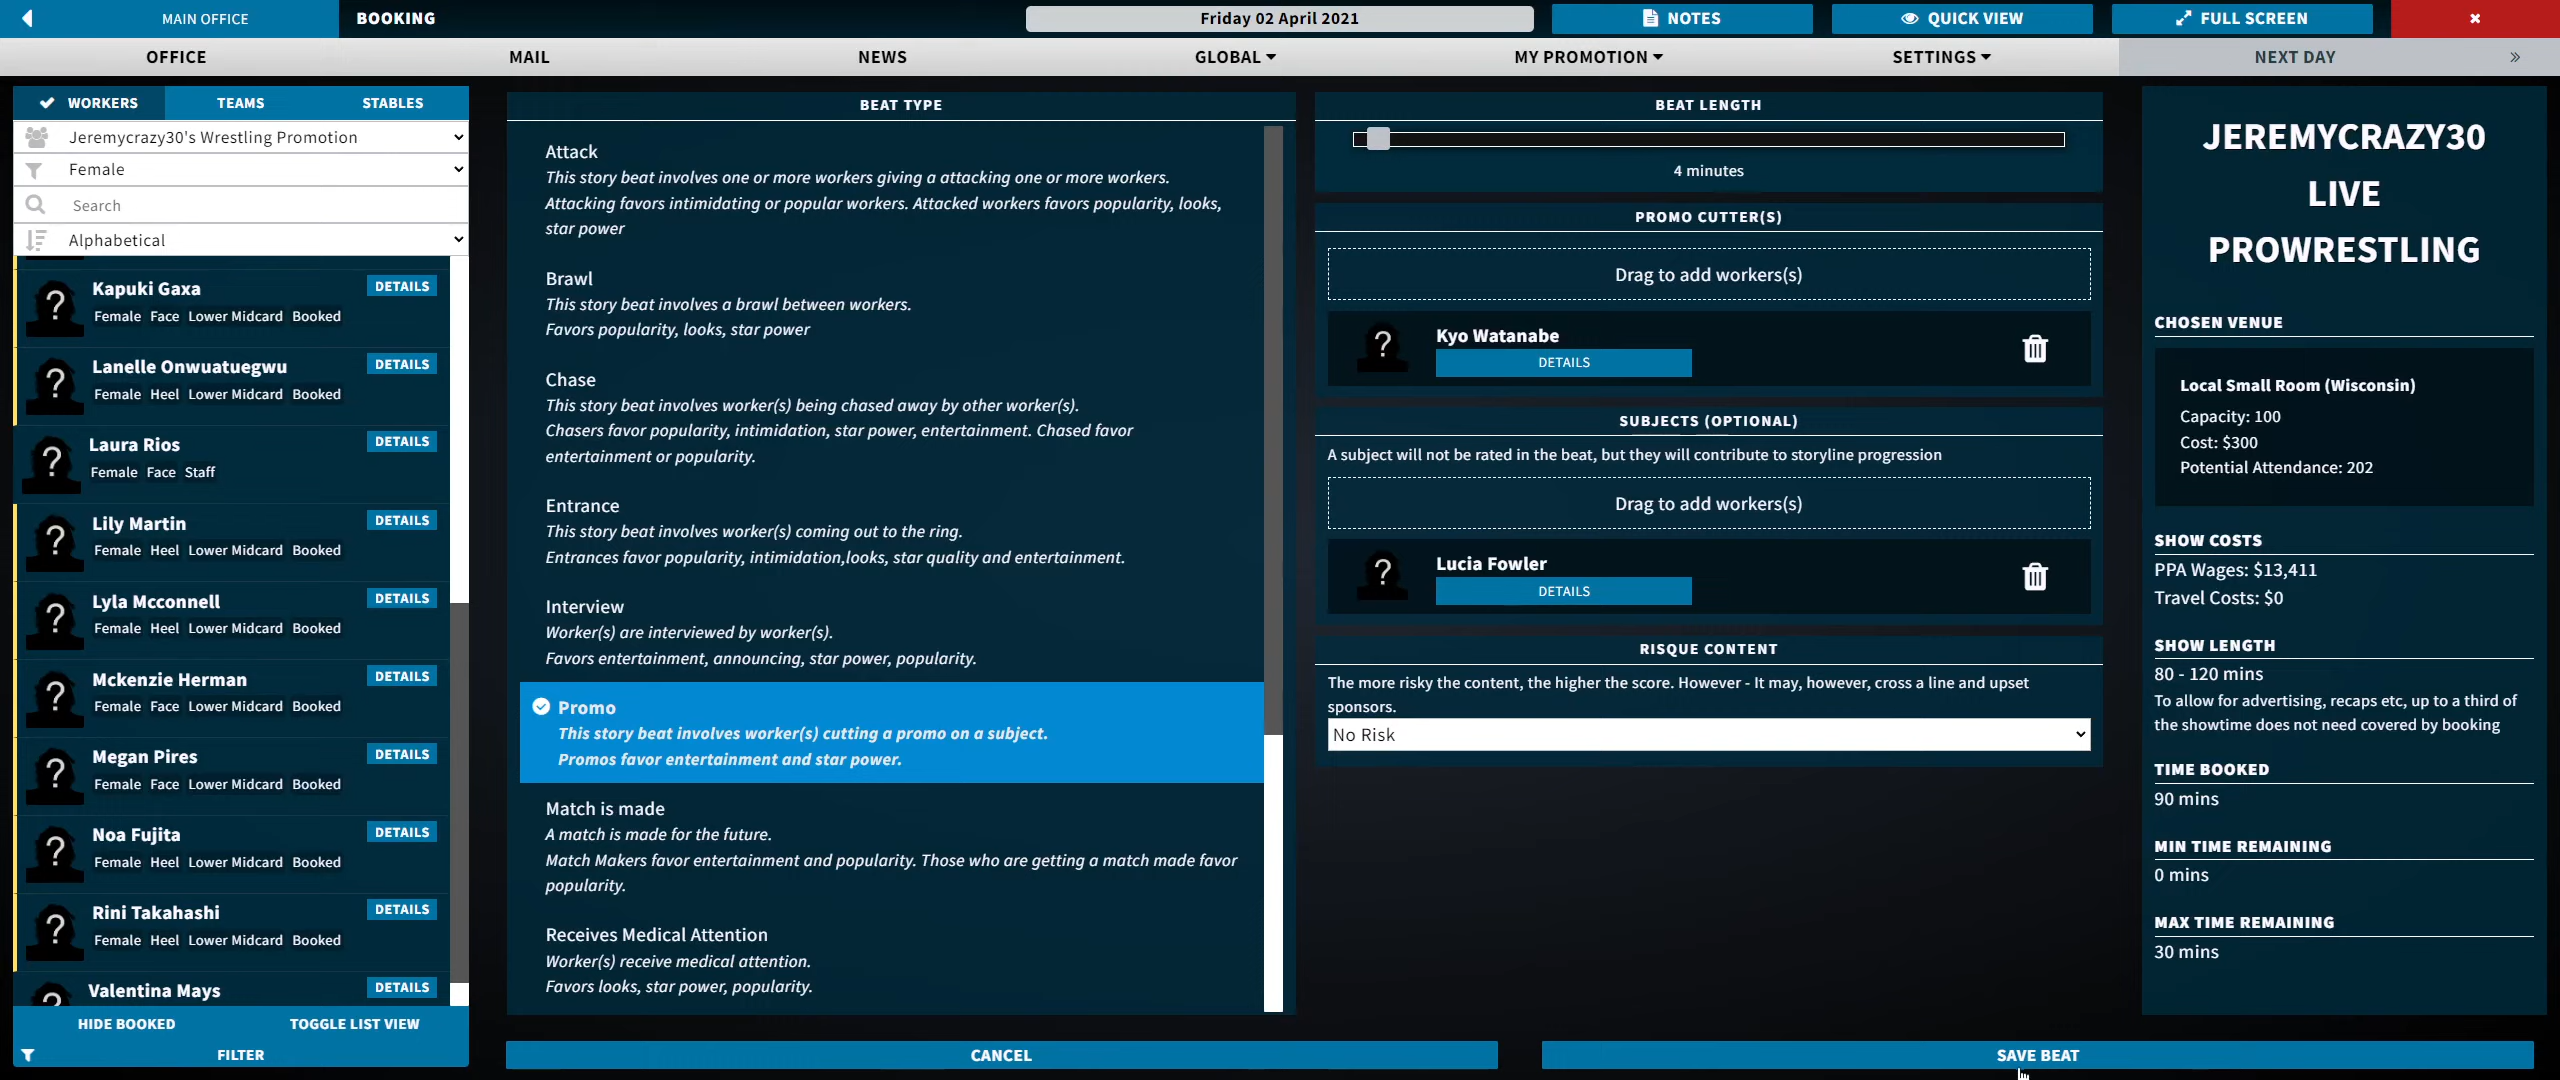 MAIN OFFICE
BOOKING
Friday 02 April 2021
NOTES
QUICK VIEW
FULL SCREEN
OFFICE
MAIL
NEWS
GLOBAL
MY PROMOTION
SETTINGS
NEXT DAY
WORKERS
TEAMS
STABLES
Jeremycrazy30's Wrestling Promotion
Female
Search
Alphabetical
Kapuki Gaxa
DETAILS
Female Face Lower Midcard Booked
Lanelle Onwuatuegwu
DETAILS
Female Heel Lower Midcard Booked
Laura Rios
DETAILS
Female Face Staff
Lily Martin
DETAILS
Female Heel Lower Midcard Booked
Lyla Mcconnell
DETAILS
Female Heel Lower Midcard Booked
Mckenzie Herman
DETAILS
Female Face Lower Midcard Booked
Megan Pires
DETAILS
Female Face Lower Midcard Booked
Noa Fujita
DETAILS
Female Heel Lower Midcard Booked
Rini Takahashi
DETAILS
Female Heel Lower Midcard Booked
Valentina Mays
DETAILS
HIDE BOOKED
TOGGLE LIST VIEW
FILTER
BEAT TYPE
Attack
This story beat involves one or more workers giving a attacking one or more workers.
Attacking favors intimidating or popular workers. Attacked workers favors popularity, looks,
star power
Brawl
This story beat involves a brawl between workers.
Favors popularity, looks, star power
Chase
This story beat involves worker(s) being chased away by other worker(s).
Chasers favor popularity, intimidation, star power, entertainment. Chased favor
entertainment or popularity.
Entrance
This story beat involves worker(s) coming out to the ring.
Entrances favor popularity, intimidation,looks, star quality and entertainment.
Interview
Worker(s) are interviewed by worker(s).
Favors entertainment, announcing, star power, popularity.
Promo
This story beat involves worker(s) cutting a promo on a subject.
Promos favor entertainment and star power.
Match is made
A match is made for the future.
Match Makers favor entertainment and popularity. Those who are getting a match made favor
popularity.
Receives Medical Attention
Worker(s) receive medical attention.
Favors looks, star power, popularity.
CANCEL
BEAT LENGTH
4 minutes
PROMO CUTTER(S)
Drag to add workers(s)
Kyo Watanabe
DETAILS
SUBJECTS (OPTIONAL)
A subject will not be rated in the beat, but they will contribute to storyline progression
Drag to add workers(s)
Lucia Fowler
DETAILS
RISQUE CONTENT
The more risky the content, the higher the score. However - It may, however, cross a line and upset
sponsors.
No Risk
SAVE BEAT
JEREMYCRAZY30
LIVE
PROWRESTLING
CHOSEN VENUE
Local Small Room (Wisconsin)
Capacity: 100
Cost: $300
Potential Attendance: 202
SHOW COSTS
PPA Wages: $13,411
Travel Costs: $0
SHOW LENGTH
80 - 120 mins
To allow for advertising, recaps etc, up to a third of
the showtime does not need covered by booking
TIME BOOKED
90 mins
MIN TIME REMAINING
0 mins
MAX TIME REMAINING
30 mins